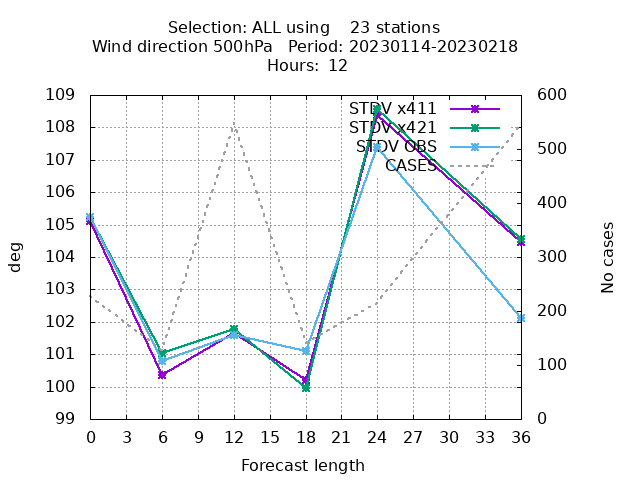 Selection: ALL using    23 stations
Wind direction 500hPa   Period: 20230114-20230218
Hours: 12
109
108
107
106
105
104
103
102
101
100
99
deg
STDV x411
STDV x421
STDV OBS
CASES
600
500
400
300
200
100
0
No cases
0 3 6 9 12 15 18 21 24 27 30 33 36
Forecast length